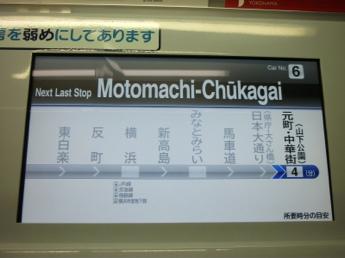 を弱めにしてあります
YOKOHAMA
Car No. 6
Next Last Stop Motomachi-Chūkagai
東白楽
反町
横浜
新高島
みなとみらい
馬車道
日本大通り
(県庁・大さん橋)
元町・中華街
(山下公園)
4 (分)
所要時分の目安